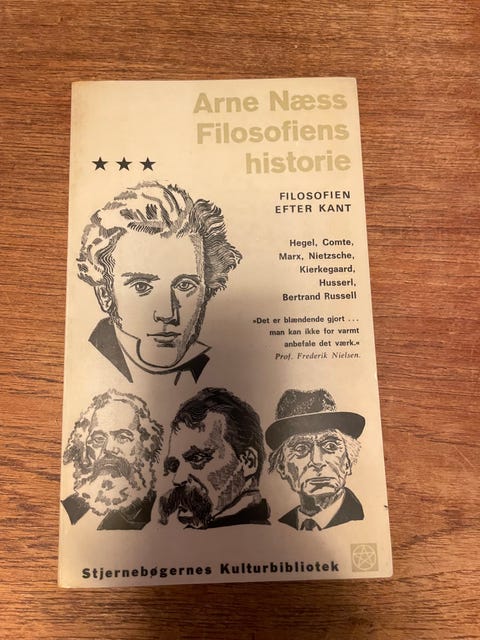 Arne Næss
Filosofiens
historie
★★★
FILOSOFIEN
EFTER KANT
Hegel, Comte,
Marx, Nietzsche,
Kierkegaard,
Husserl,
Bertrand Russell
»Det er blændende gjort ...
man kan ikke for varmt
anbefale det værk.«
Prof. Frederik Nielsen.
Stjernebøgernes Kulturbibliotek